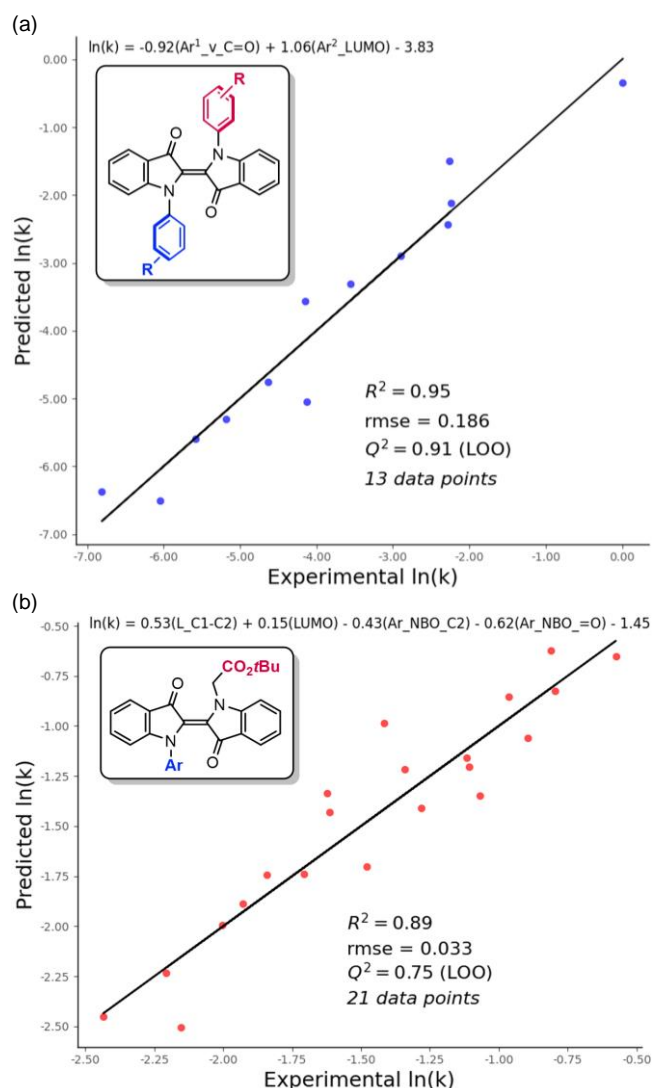 (a)
ln(k) = -0.92(Ar¹_v_C=O) + 1.06(Ar²_LUMO) - 3.83
0.00
-1.00
-2.00
-3.00
-4.00
-5.00
-6.00
-7.00
Predicted ln(k)
R
O
N
N
O
R
R² = 0.95
rmse = 0.186
Q² = 0.91 (LOO)
13 data points
-7.00 -6.00 -5.00 -4.00 -3.00 -2.00 -1.00 0.00
Experimental ln(k)
(b)
ln(k) = 0.53(L_C1-C2) + 0.15(LUMO) - 0.43(Ar_NBO_C2) - 0.62(Ar_NBO_=O) - 1.45
-0.50
-0.75
-1.00
-1.25
-1.50
-1.75
-2.00
-2.25
-2.50
Predicted ln(k)
CO₂tBu
O
N
N
O
Ar
R² = 0.89
rmse = 0.033
Q² = 0.75 (LOO)
21 data points
-2.50 -2.25 -2.00 -1.75 -1.50 -1.25 -1.00 -0.75 -0.50
Experimental ln(k)